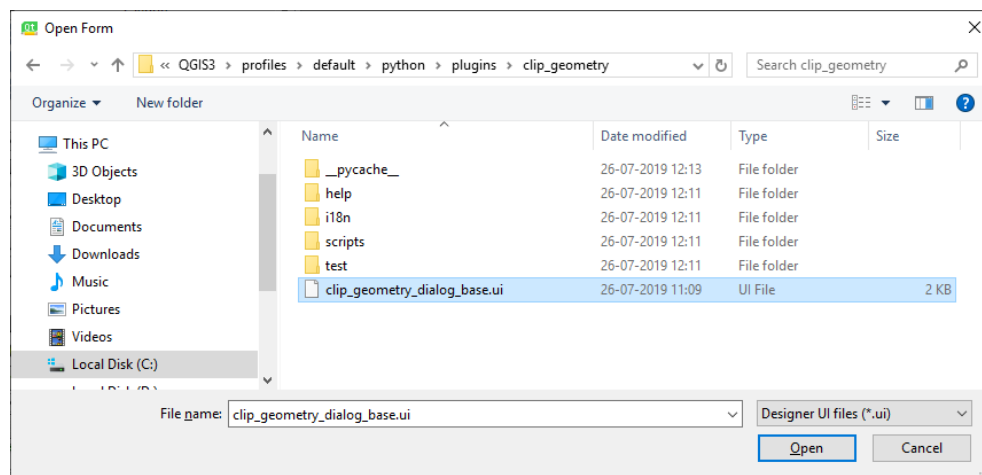 Qt Open Form
« QGIS3 › profiles › default › python › plugins › clip_geometry
Search clip_geometry
Organize New folder
?
Name Date modified Type Size
This PC
3D Objects
Desktop
Documents
Downloads
Music
Pictures
Videos
Local Disk (C:)
__pycache__ 26-07-2019 12:13 File folder
help 26-07-2019 12:11 File folder
i18n 26-07-2019 12:11 File folder
scripts 26-07-2019 12:11 File folder
test 26-07-2019 12:11 File folder
clip_geometry_dialog_base.ui 26-07-2019 11:09 UI File 2 KB
File name: clip_geometry_dialog_base.ui
Designer UI files (*.ui)
Open Cancel